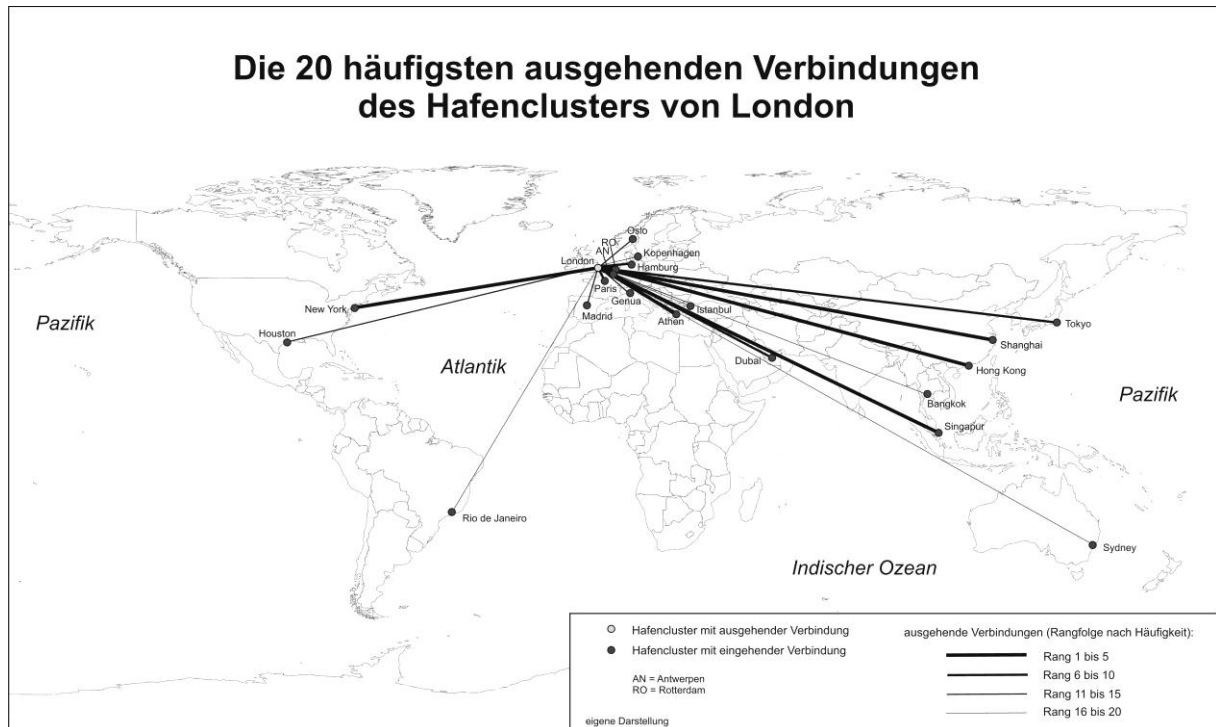 Die 20 häufigsten ausgehenden Verbindungen
des Hafenclusters von London
Oslo
RO
AN
Kopenhagen
London
Hamburg
Paris
Genua
New York
Madrid
Istanbul
Athen
Pazifik
Houston
Tokyo
Shanghai
Atlantik
Dubai
Hong Kong
Bangkok
Pazifik
Singapur
Rio de Janeiro
Sydney
Indischer Ozean
Hafencluster mit ausgehender Verbindung
Hafencluster mit eingehender Verbindung
AN = Antwerpen
RO = Rotterdam
eigene Darstellung
ausgehende Verbindungen (Rangfolge nach Häufigkeit):
Rang 1 bis 5
Rang 6 bis 10
Rang 11 bis 15
Rang 16 bis 20